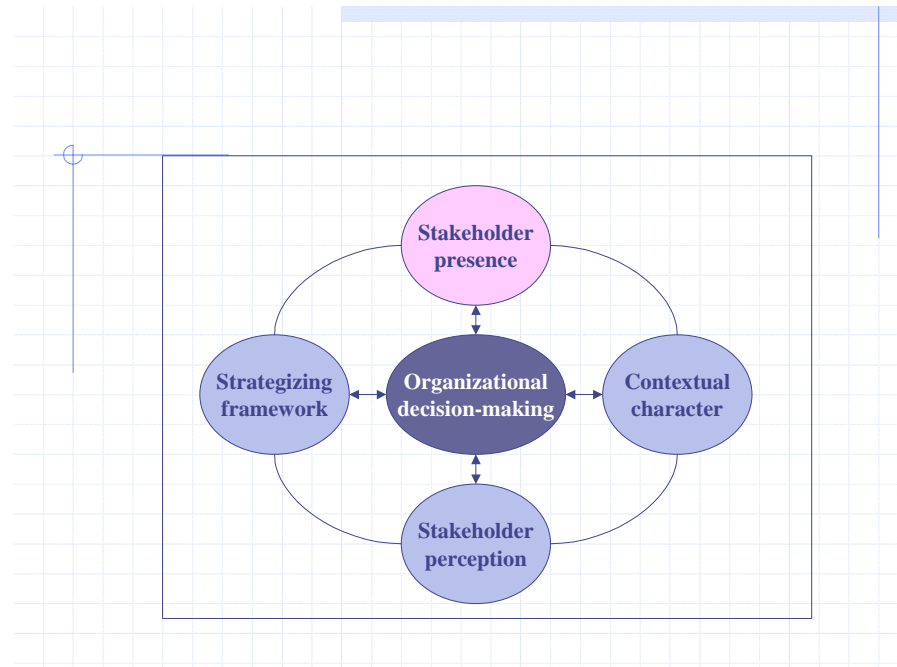 Stakeholder
presence
Strategizing
framework
Organizational
decision-making
Contextual
character
Stakeholder
perception